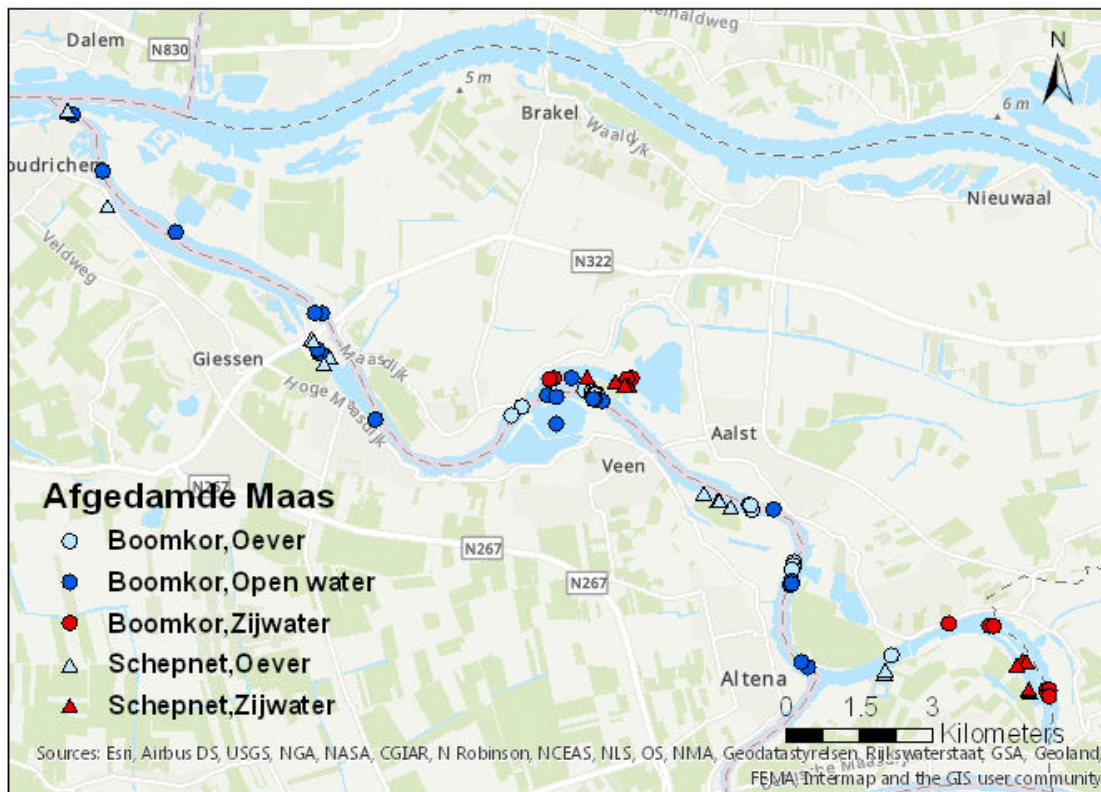 Reinaldweg
Dalem
N830
N
5 m
6 m
Brakel
Waaldijk
oudrichem
Nieuwaal
Veldweg
N322
Giessen
Maasdijk
Hoge Maasdijk
Aalst
Veen
N267
Afgedamde Maas
Boomkor,Oever
N267
Boomkor,Open water
N267
Boomkor,Zijwater
Schepnet,Oever
Altena
Schepnet,Zijwater
0 1.5 3
Kilometers
Sources: Esri, Airbus DS, USGS, NGA, NASA, CGIAR, N Robinson, NCEAS, NLS, OS, NMA, Geodatastyrelsen, Rijkswaterstaat, GSA, Geoland,
FEMA, Intermap and the GIS user community